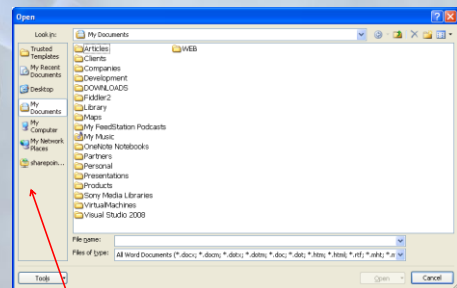 Open
Look in:
My Documents
Trusted
Templates
My Recent
Documents
Desktop
My
Documents
My
Computer
My Network
Places
sharepoin...
Articles
Clients
Companies
Development
DOWNLOADS
Fiddler2
Library
Maps
My FeedStation Podcasts
My Music
OneNote Notebooks
Partners
Personal
Presentations
Products
Sony Media Libraries
VirtualMachines
Visual Studio 2008
WEB
File name:
Files of type:
All Word Documents (*.docx; *.docm; *.dotx; *.dotm; *.doc; *.dot; *.htm; *.html; *.rtf; *.mht; *.m
Tools
Open
Cancel